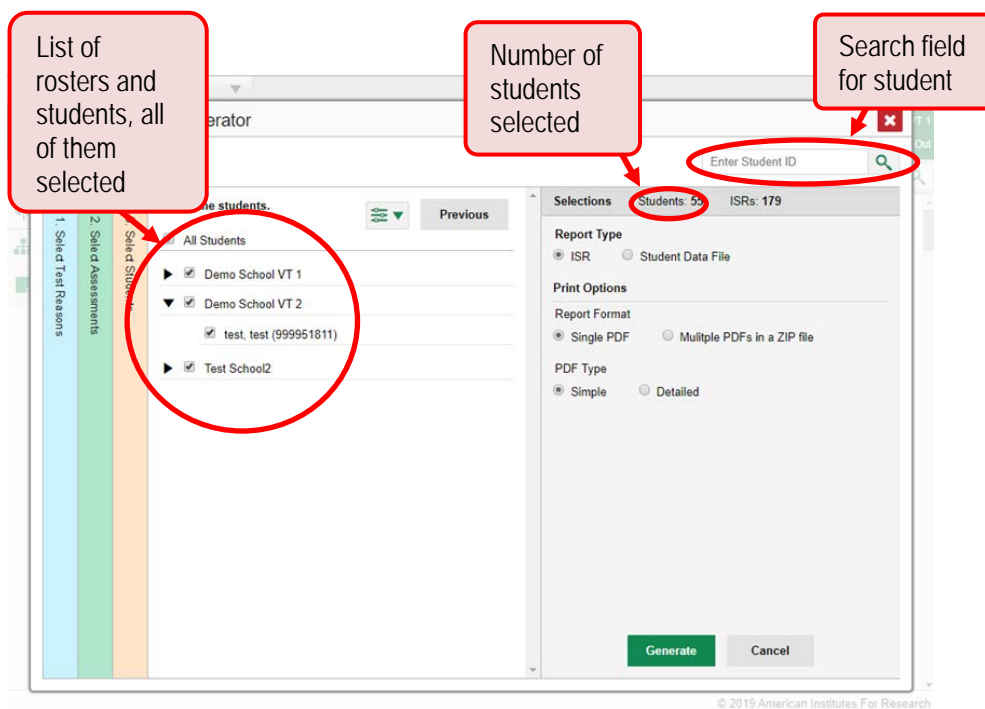 List of
rosters and
students, all
of them
selected
Number of
students
selected
Search field
for student
erator
Out
Enter Student ID
1. Select Test Reasons
2. Select Assessments
Select Students
he students.
Previous
All Students
Demo School VT 1
Demo School VT 2
test, test (999951811)
Test School2
Selections Students: 55 ISRs: 179
Report Type
ISR Student Data File
Print Options
Report Format
Single PDF Mulitple PDFs in a ZIP file
PDF Type
Simple Detailed
Generate Cancel
© 2019 American Institutes For Research